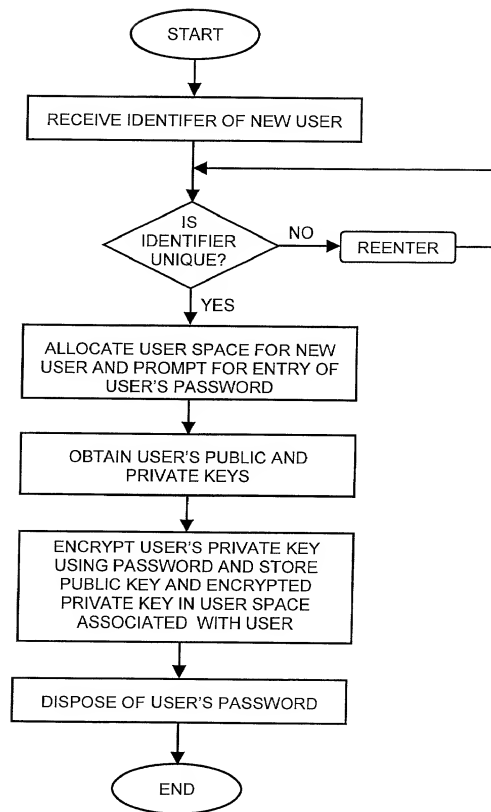 START
RECEIVE IDENTIFER OF NEW USER
IS
IDENTIFIER
UNIQUE?
NO
REENTER
YES
ALLOCATE USER SPACE FOR NEW
USER AND PROMPT FOR ENTRY OF
USER'S PASSWORD
OBTAIN USER'S PUBLIC AND
PRIVATE KEYS
ENCRYPT USER'S PRIVATE KEY
USING PASSWORD AND STORE
PUBLIC KEY AND ENCRYPTED
PRIVATE KEY IN USER SPACE
ASSOCIATED WITH USER
DISPOSE OF USER'S PASSWORD
END